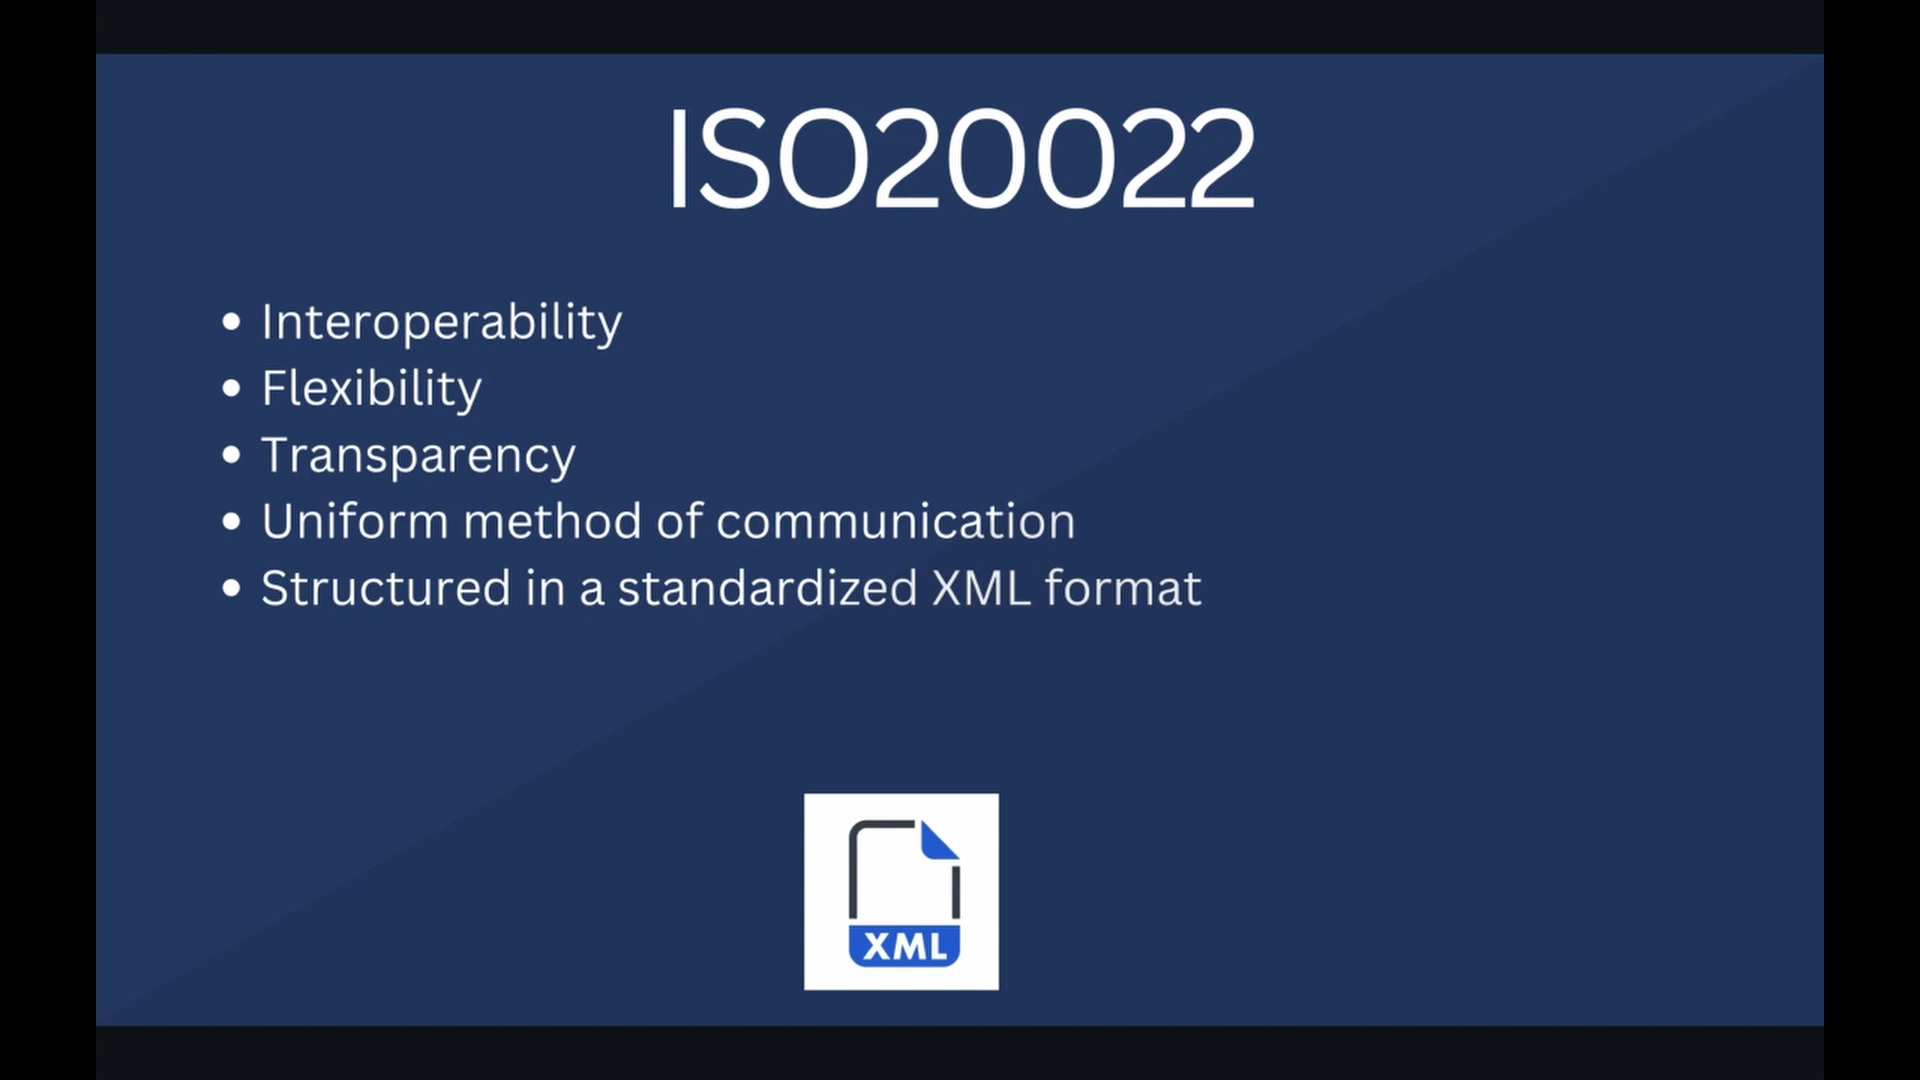 ISO20022
• Interoperability
• Flexibility
• Transparency
• Uniform method of communication
• Structured in a standardized XML format
XML